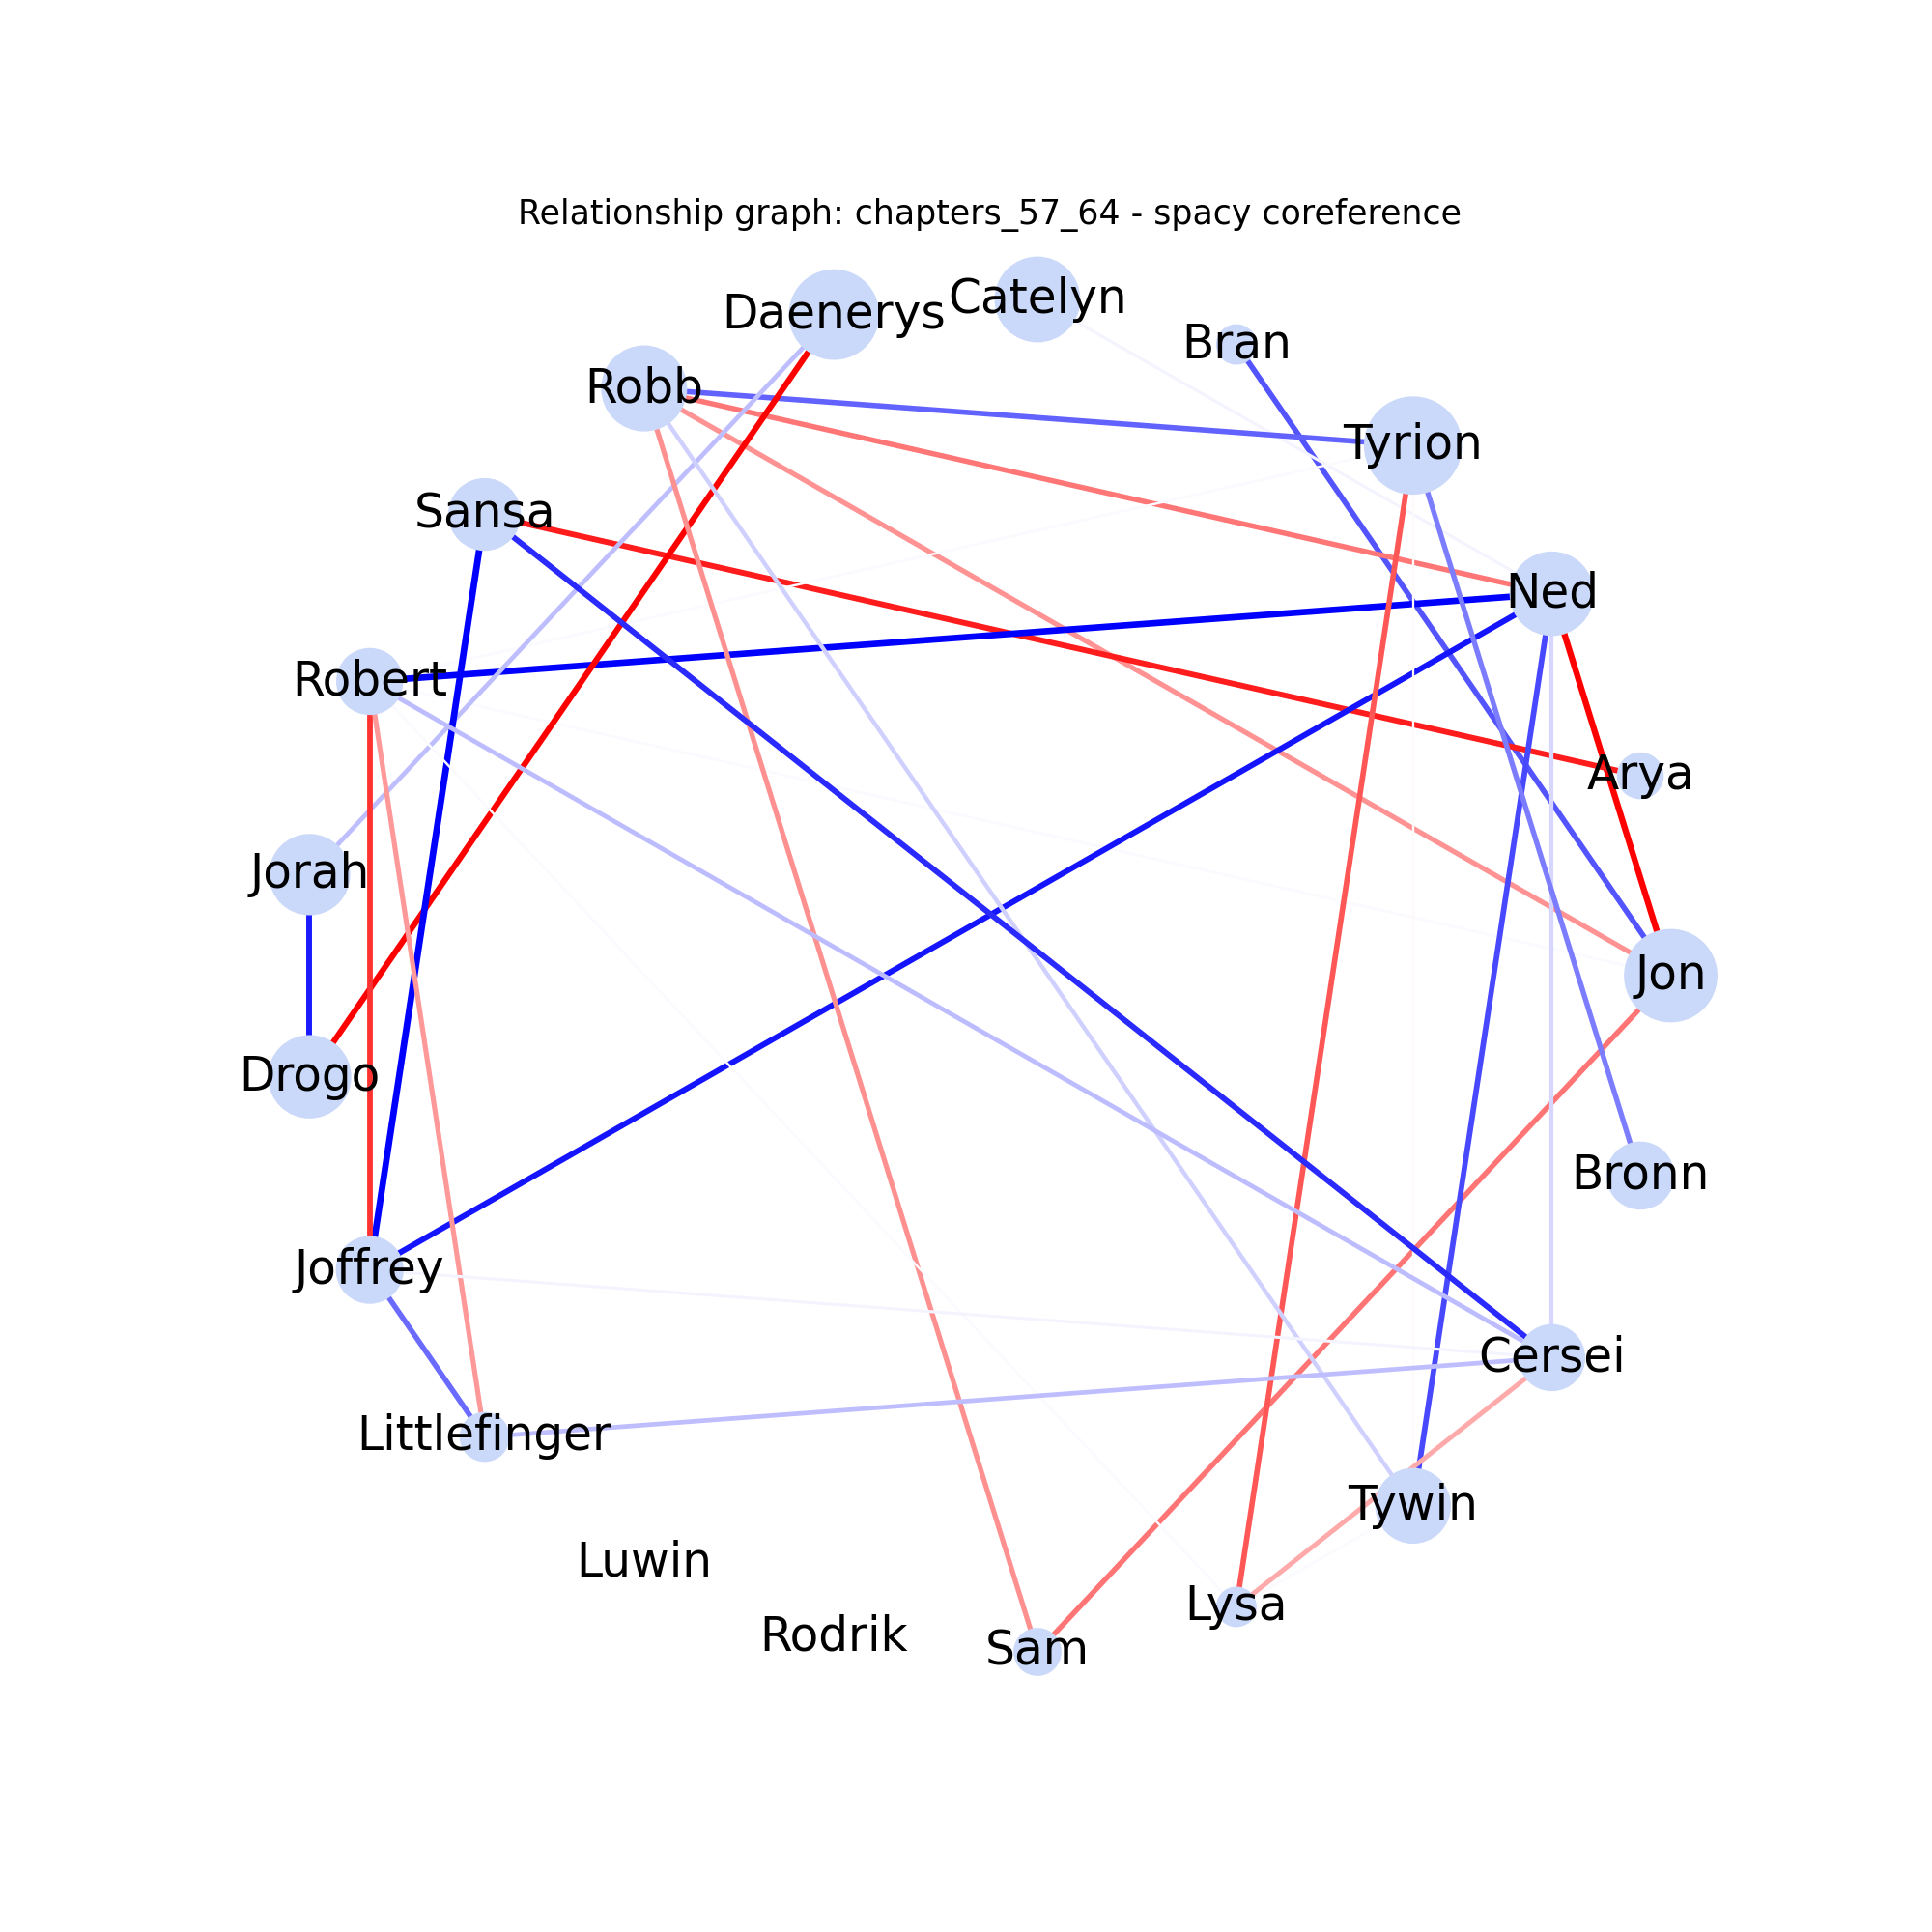 Relationship graph: chapters_57_64 - spacy coreference
Catelyn
Daenerys
Bran
Robb
Tyrion
Sansa
Ned
Robert
Arya
Jorah
Jon
Drogo
Bronn
Joffrey
Cersei
Littlefinger
Tywin
Luwin
Lysa
Rodrik
Sam